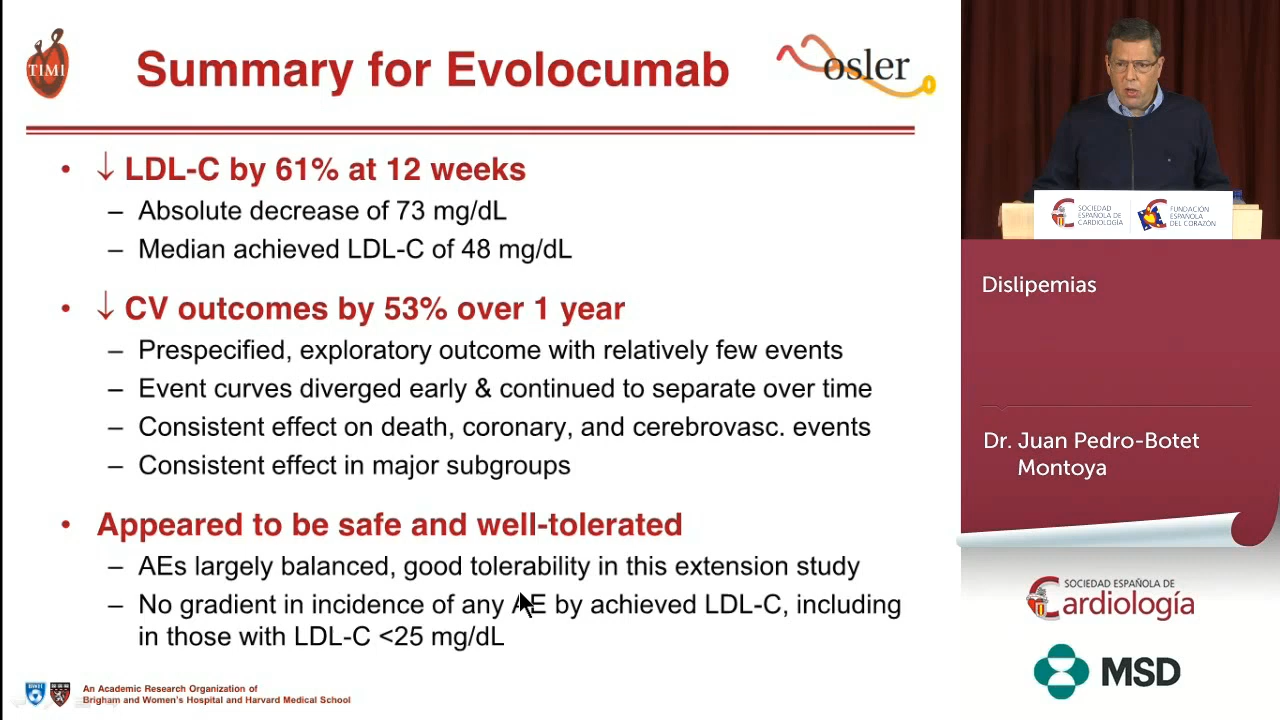 TIMI
Summary for Evolocumab
osler
• ↓ LDL-C by 61% at 12 weeks
– Absolute decrease of 73 mg/dL
– Median achieved LDL-C of 48 mg/dL
• ↓ CV outcomes by 53% over 1 year
– Prespecified, exploratory outcome with relatively few events
– Event curves diverged early & continued to separate over time
– Consistent effect on death, coronary, and cerebrovasc. events
– Consistent effect in major subgroups
• Appeared to be safe and well-tolerated
– AEs largely balanced, good tolerability in this extension study
– No gradient in incidence of any AE by achieved LDL-C, including
in those with LDL-C <25 mg/dL
An Academic Research Organization of
Brigham and Women's Hospital and Harvard Medical School
SOCIEDAD
ESPAÑOLA DE
CARDIOLOGÍA
FUNDACIÓN
ESPAÑOLA
DEL CORAZÓN
Dislipemias
Dr. Juan Pedro-Botet
Montoya
SOCIEDAD ESPAÑOLA DE
Cardiología
MSD